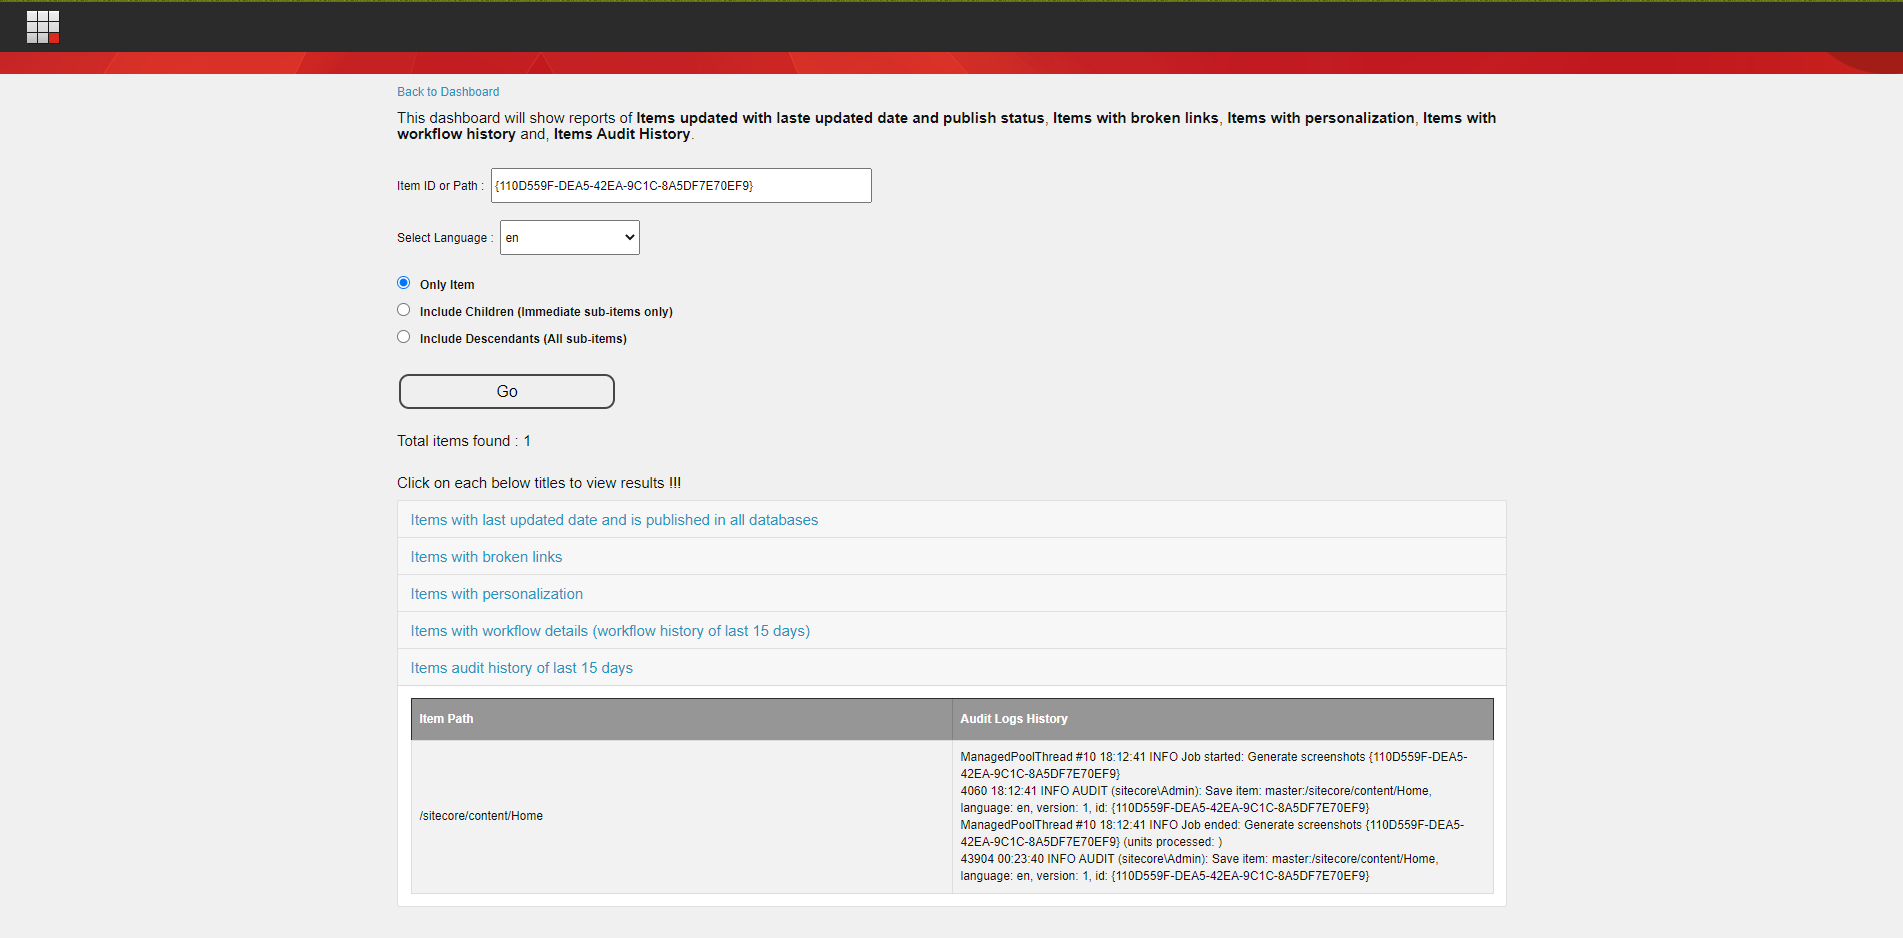 Back to Dashboard
This dashboard will show reports of Items updated with laste updated date and publish status, Items with broken links, Items with personalization, Items with
workflow history and, Items Audit History.
Item ID or Path : {110D559F-DEA5-42EA-9C1C-8A5DF7E70EF9}
Select Language : en
Only Item
Include Children (Immediate sub-items only)
Include Descendants (All sub-items)
Go
Total items found : 1
Click on each below titles to view results !!!
Items with last updated date and is published in all databases
Items with broken links
Items with personalization
Items with workflow details (workflow history of last 15 days)
Items audit history of last 15 days
Item Path
Audit Logs History
/sitecore/content/Home
ManagedPoolThread #10 18:12:41 INFO Job started: Generate screenshots {110D559F-DEA5-
42EA-9C1C-8A5DF7E70EF9}
4060 18:12:41 INFO AUDIT (sitecore\Admin): Save item: master:/sitecore/content/Home,
language: en, version: 1, id: {110D559F-DEA5-42EA-9C1C-8A5DF7E70EF9}
ManagedPoolThread #10 18:12:41 INFO Job ended: Generate screenshots {110D559F-DEA5-
42EA-9C1C-8A5DF7E70EF9} (units processed: )
43904 00:23:40 INFO AUDIT (sitecore\Admin): Save item: master:/sitecore/content/Home,
language: en, version: 1, id: {110D559F-DEA5-42EA-9C1C-8A5DF7E70EF9}